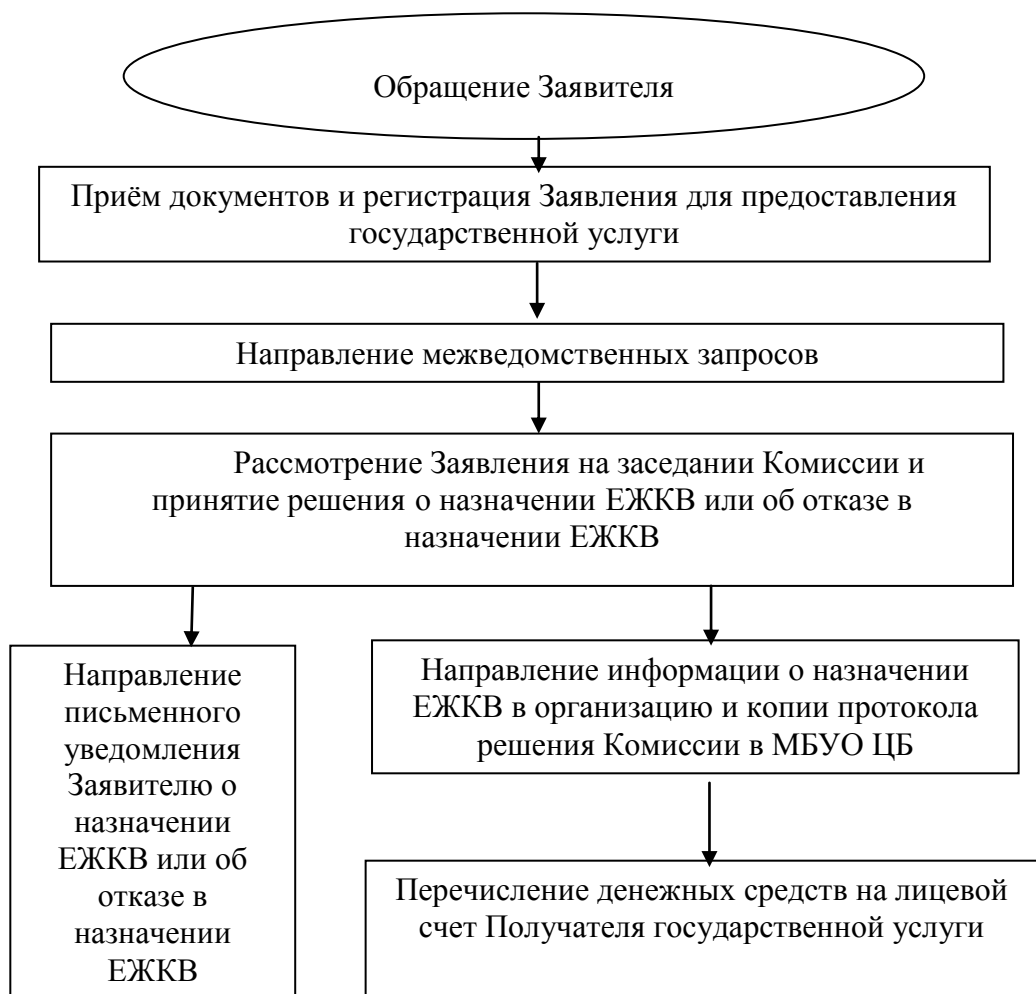 Обращение Заявителя
Приём документов и регистрация Заявления для предоставления
государственной услуги
Направление межведомственных запросов
Рассмотрение Заявления на заседании Комиссии и
принятие решения о назначении ЕЖКВ или об отказе в
назначении ЕЖКВ
Направление
письменного
уведомления
Заявителю о
назначении
ЕЖКВ или об
отказе в
назначении
ЕЖКВ
Направление информации о назначении
ЕЖКВ в организацию и копии протокола
решения Комиссии в МБУО ЦБ
Перечисление денежных средств на лицевой
счет Получателя государственной услуги